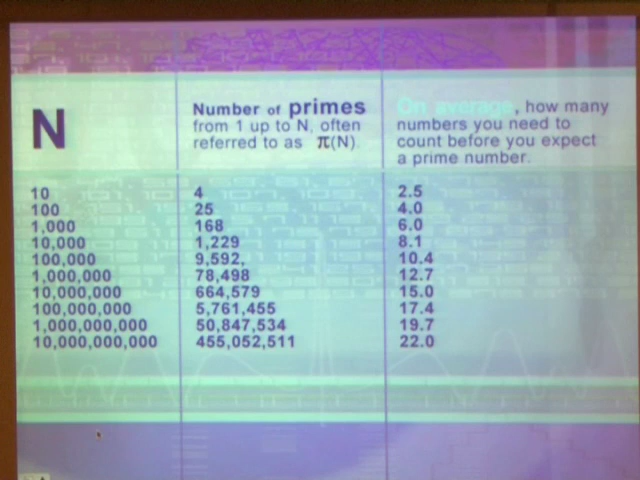 N
Number of primes
from 1 up to N, often
referred to as π(N)
On average, how many
numbers you need to
count before you expect
a prime number.
10 4 2.5
100 25 4.0
1,000 168 6.0
10,000 1,229 8.1
100,000 9,592, 10.4
1,000,000 78,498 12.7
10,000,000 664,579 15.0
100,000,000 5,761,455 17.4
1,000,000,000 50,847,534 19.7
10,000,000,000 455,052,511 22.0